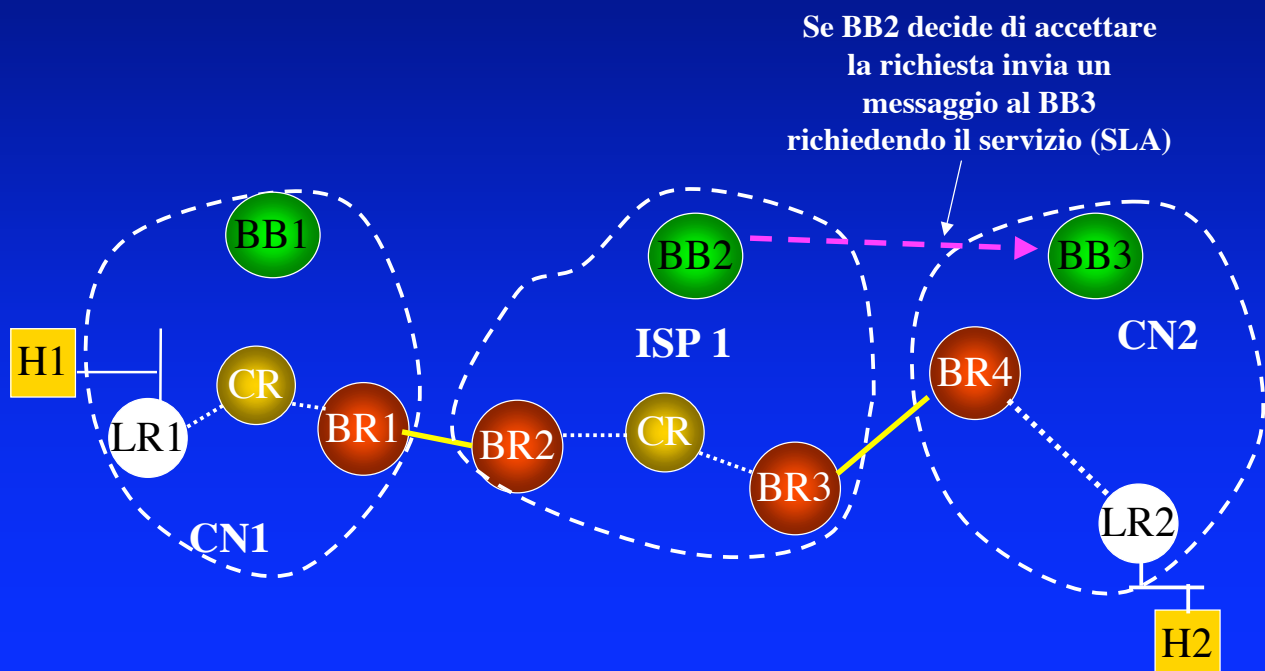 Se BB2 decide di accettare
la richiesta invia un
messaggio al BB3
richiedendo il servizio (SLA)
BB1
BB2
BB3
ISP 1
CN2
H1
CR
BR4
LR1
BR1
BR2
CR
BR3
LR2
CN1
H2